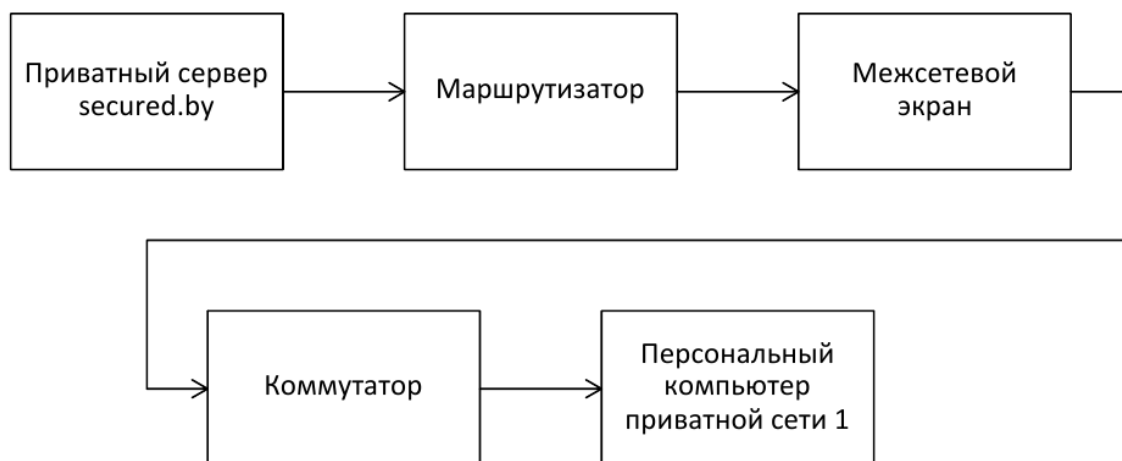 Приватный сервер
secured.by
Маршрутизатор
Межсетевой
экран
Коммутатор
Персональный
компьютер
приватной сети 1